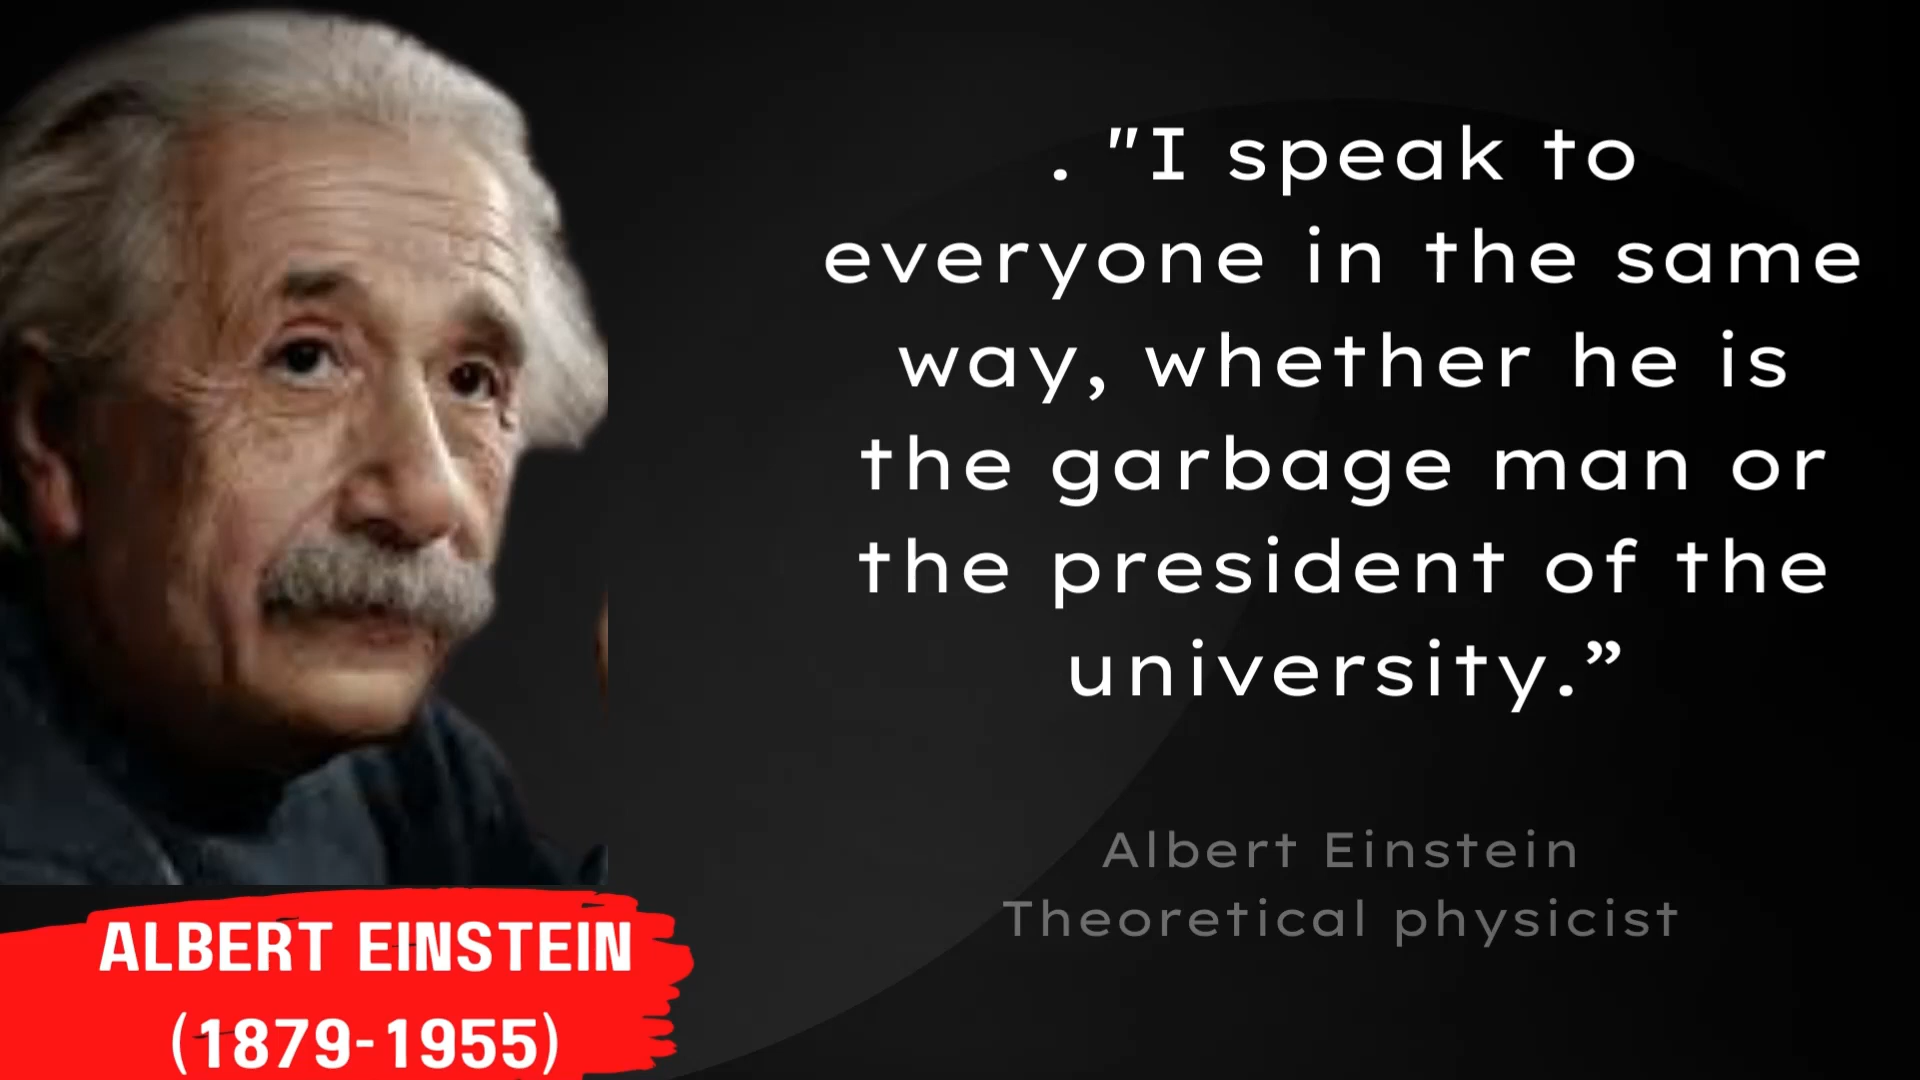 . "I speak to
everyone in the same
way, whether he is
the garbage man or
the president of the
university.”
Albert Einstein
Theoretical physicist
ALBERT EINSTEIN
(1879-1955)